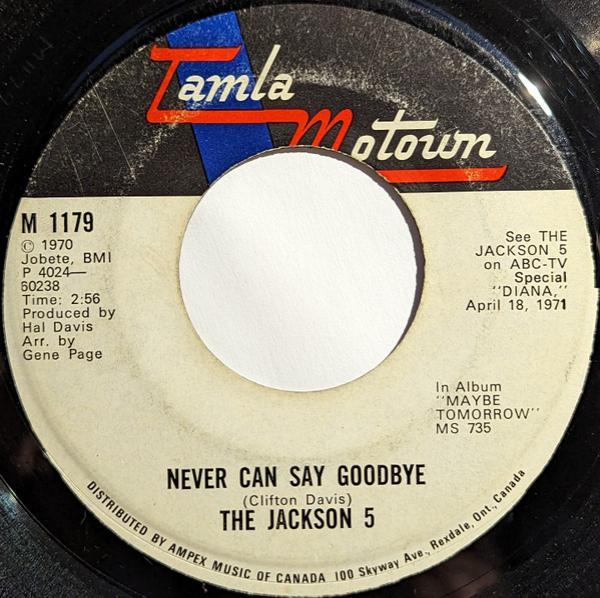 Tamla
Motown
M 1179
© 1970
Jobete, BMI
P 4024—
60238
Time: 2:56
Produced by
Hal Davis
Arr. by
Gene Page
See THE
JACKSON 5
on ABC-TV
Special
"DIANA,"
April 18, 1971
In Album
"MAYBE
TOMORROW"
MS 735
NEVER CAN SAY GOODBYE
(Clifton Davis)
THE JACKSON 5
DISTRIBUTED BY AMPEX MUSIC OF CANADA 100 Skyway Ave., Rexdale, Ont., Canada